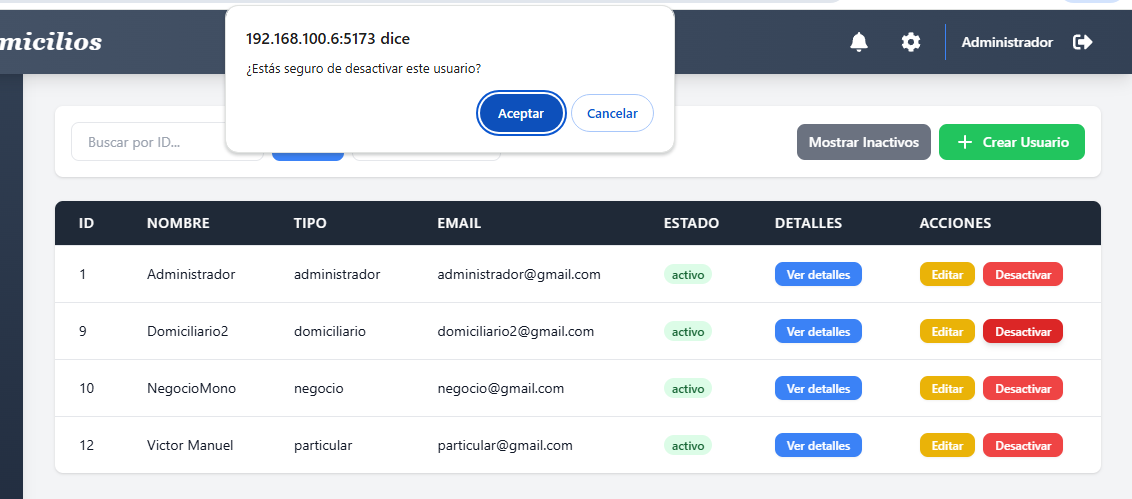 micilios
192.168.100.6:5173 dice
¿Estás seguro de desactivar este usuario?
Aceptar Cancelar
Administrador
Buscar por ID...
Mostrar Inactivos
Crear Usuario
ID NOMBRE TIPO EMAIL ESTADO DETALLES ACCIONES
1 Administrador administrador administrador@gmail.com activo Ver detalles Editar Desactivar
9 Domiciliario2 domiciliario domiciliario2@gmail.com activo Ver detalles Editar Desactivar
10 NegocioMono negocio negocio@gmail.com activo Ver detalles Editar Desactivar
12 Victor Manuel particular particular@gmail.com activo Ver detalles Editar Desactivar